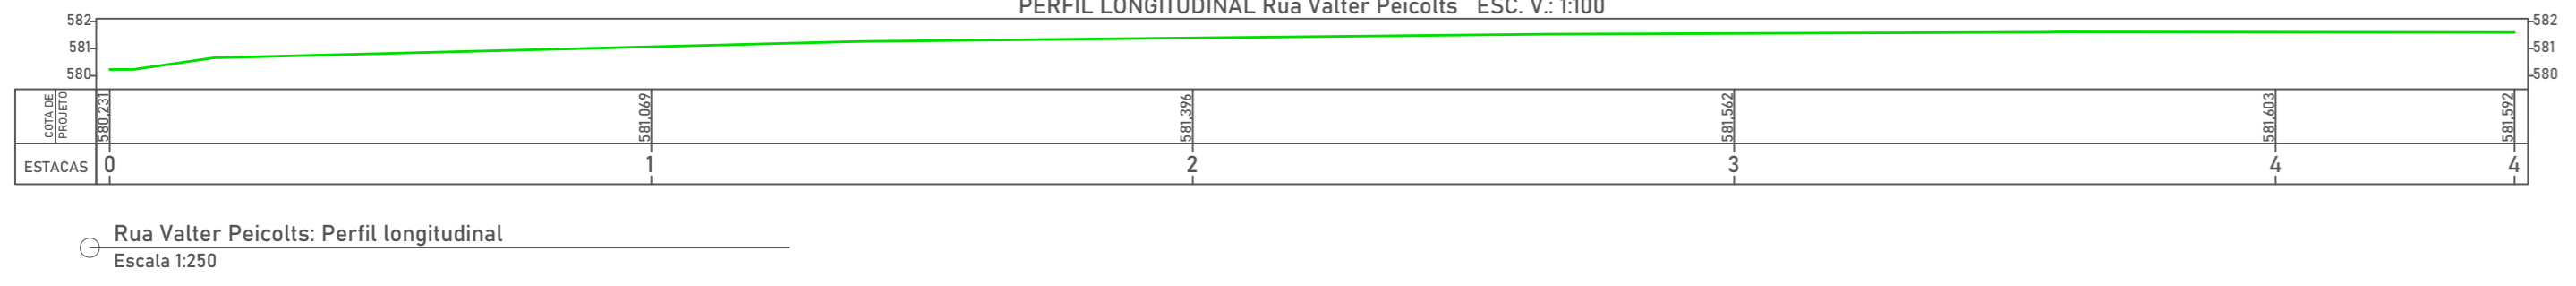 PERFIL LONGITUDINAL Rua Valter Peicolts ESC. V.: 1:100
582 582
581 581
580 580
COTA DE
PROJETO
580,231 581,069 581,396 581,562 581,603 581,592
ESTACAS 0 1 2 3 4 4
Rua Valter Peicolts: Perfil longitudinal
Escala 1:250